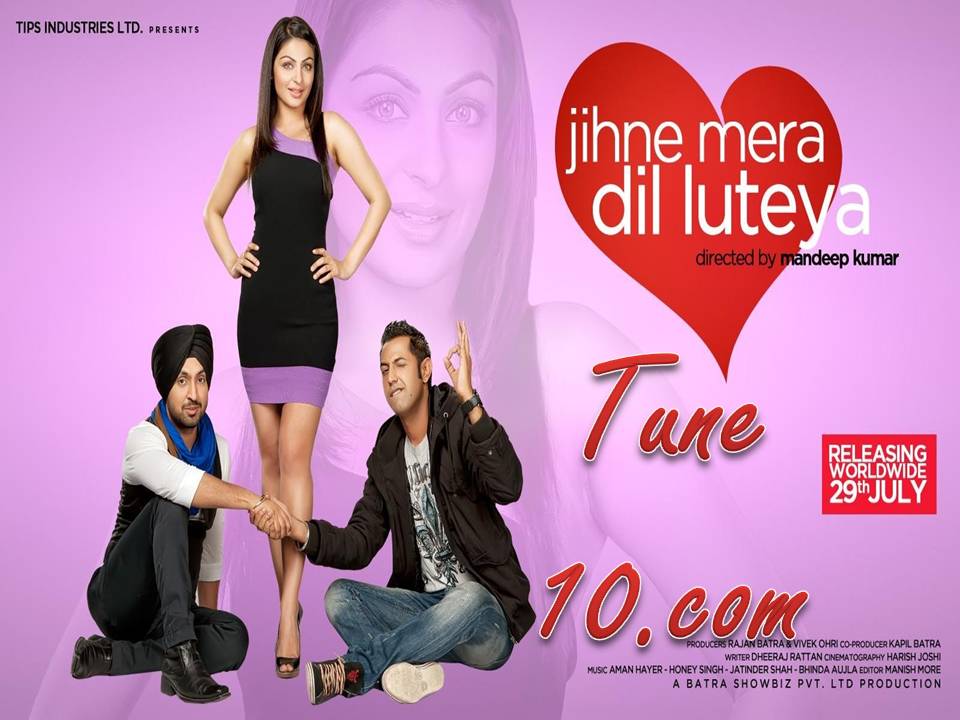 TIPS INDUSTRIES LTD. PRESENTS
jihne mera
dil luteya
directed by mandeep kumar
Tune
RELEASING
WORLDWIDE
29th JULY
10.com
PRODUCERS RAJAN BATRA & VIVEK OHRI CO-PRODUCER KAPIL BATRA
WRITER DHEERAJ RATTAN CINEMATOGRAPHY HARISH JOSHI
MUSIC AMAN HAYER - HONEY SINGH - JATINDER SHAH - BHINDA AUJLA EDITOR MANISH MORE
A BATRA SHOWBIZ PVT. LTD PRODUCTION